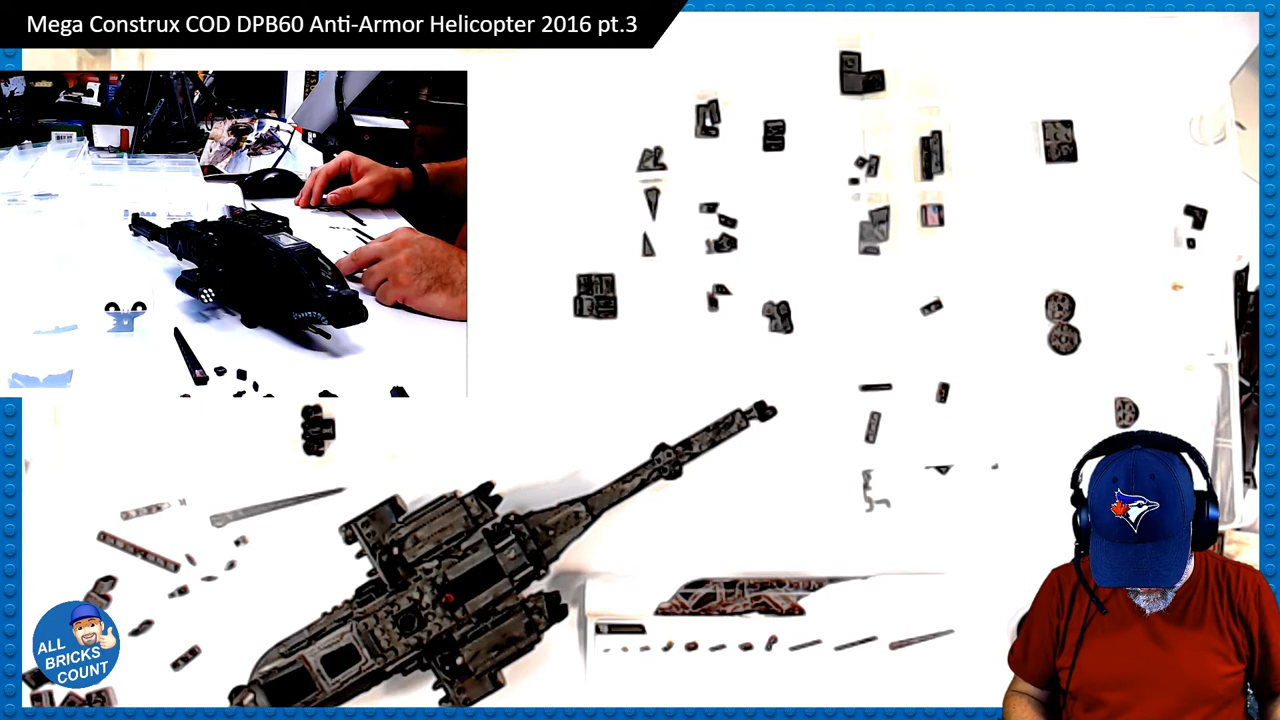 Mega Construx COD DPB60 Anti-Armor Helicopter 2016 pt.3
ALL
BRICKS
COUNT